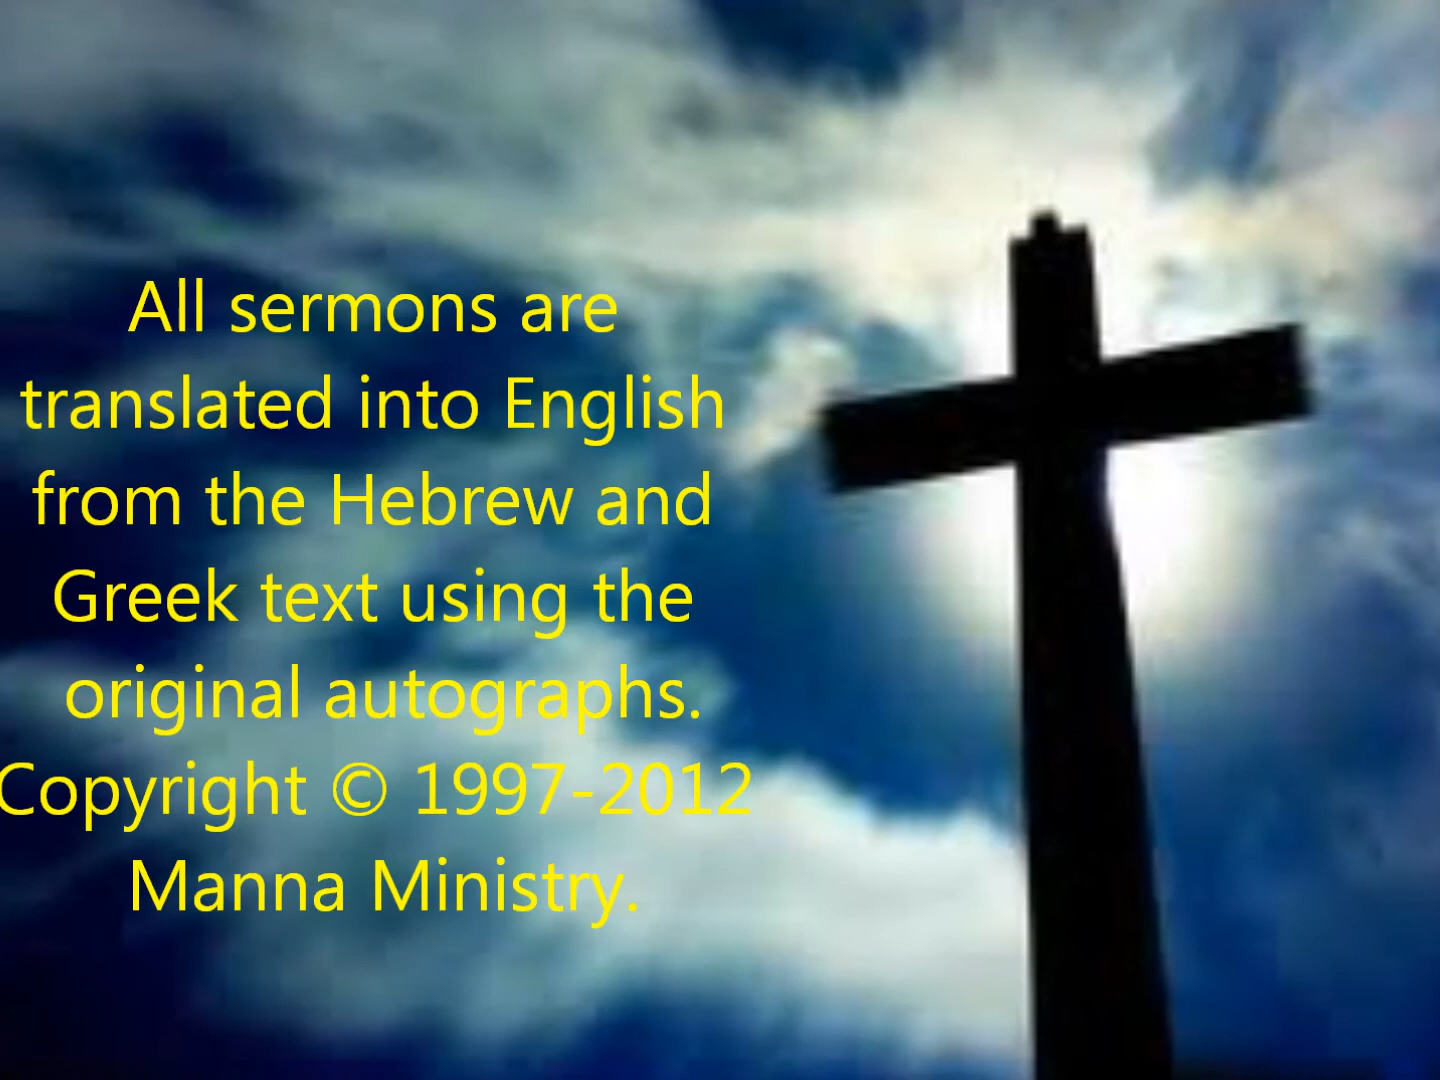 All sermons are
translated into English
from the Hebrew and
Greek text using the
original autographs.
Copyright © 1997-2012
Manna Ministry.